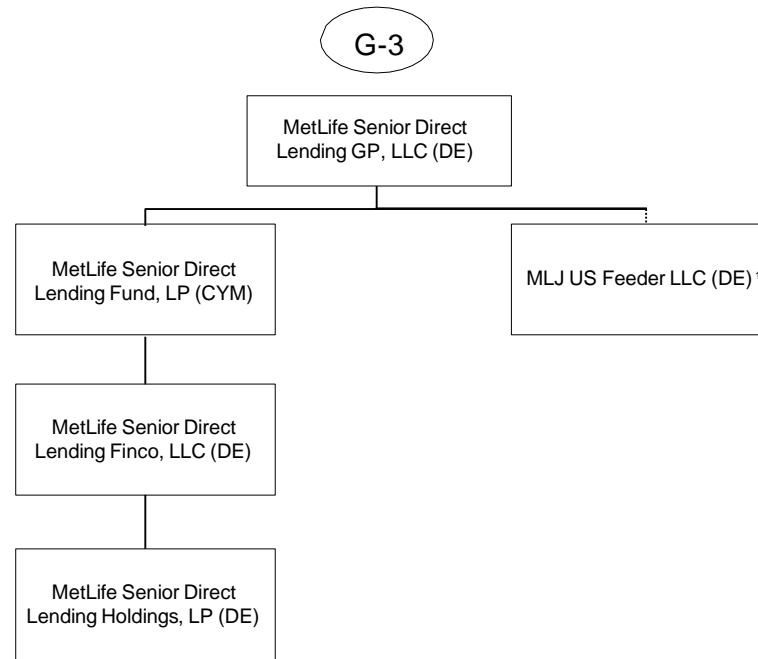 G-3
MetLife Senior Direct
Lending GP, LLC (DE)
MetLife Senior Direct
Lending Fund, LP (CYM)
MLJ US Feeder LLC (DE)
MetLife Senior Direct
Lending Finco, LLC (DE)
MetLife Senior Direct
Lending Holdings, LP (DE)